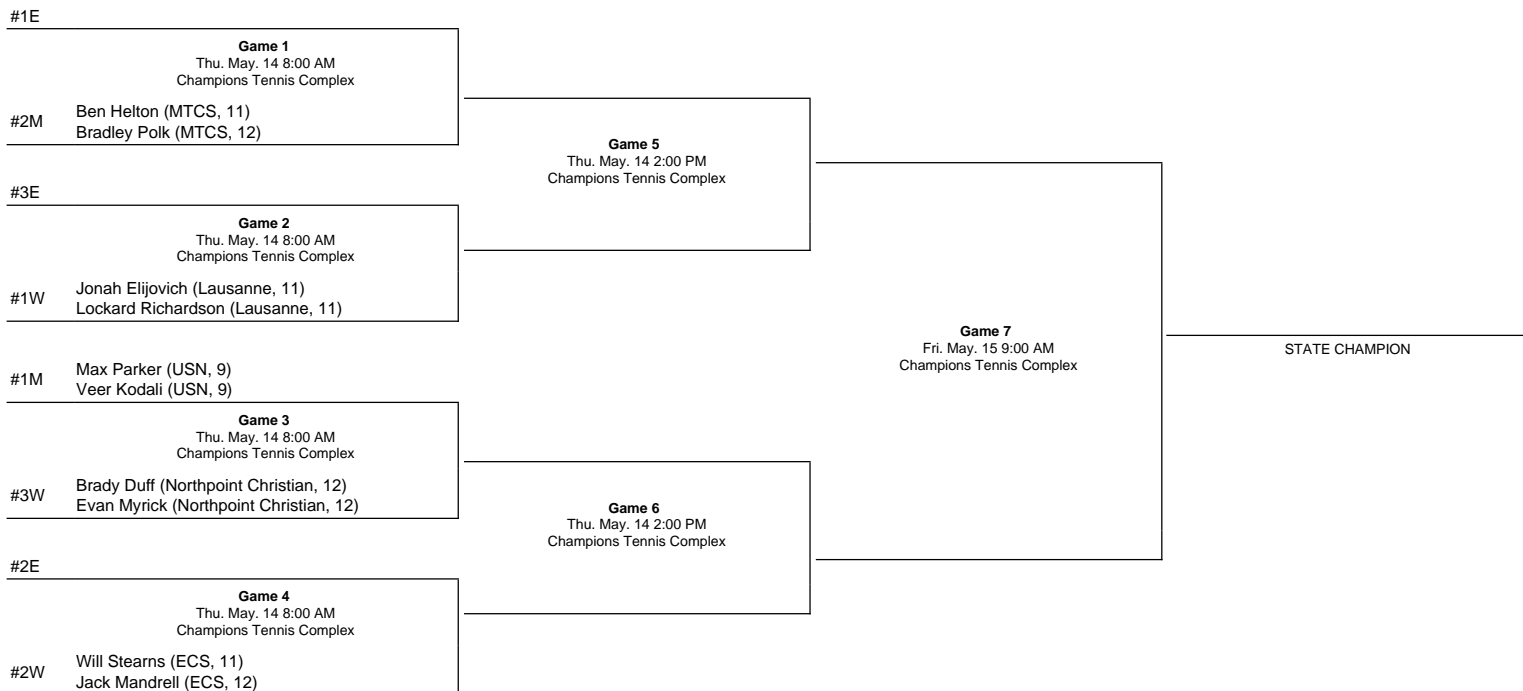 #1E
Game 1
Thu. May. 14 8:00 AM
Champions Tennis Complex
#2M
Ben Helton (MTCS, 11)
Bradley Polk (MTCS, 12)
#3E
Game 2
Thu. May. 14 8:00 AM
Champions Tennis Complex
#1W
Jonah Elijovich (Lausanne, 11)
Lockard Richardson (Lausanne, 11)
#1M
Max Parker (USN, 9)
Veer Kodali (USN, 9)
Game 3
Thu. May. 14 8:00 AM
Champions Tennis Complex
#3W
Brady Duff (Northpoint Christian, 12)
Evan Myrick (Northpoint Christian, 12)
#2E
Game 4
Thu. May. 14 8:00 AM
Champions Tennis Complex
#2W
Will Stearns (ECS, 11)
Jack Mandrell (ECS, 12)
Game 5
Thu. May. 14 2:00 PM
Champions Tennis Complex
Game 6
Thu. May. 14 2:00 PM
Champions Tennis Complex
Game 7
Fri. May. 15 9:00 AM
Champions Tennis Complex
STATE CHAMPION